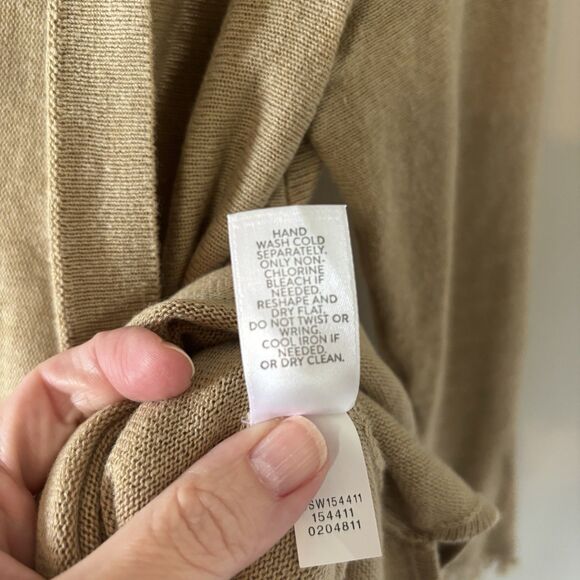 HAND
WASH COLD
SEPARATELY.
ONLY NON-
CHLORINE
BLEACH IF
NEEDED.
RESHAPE AND
DRY FLAT.
DO NOT TWIST OR
WRING.
COOL IRON IF
NEEDED.
OR DRY CLEAN.
SW154411
154411
0204811